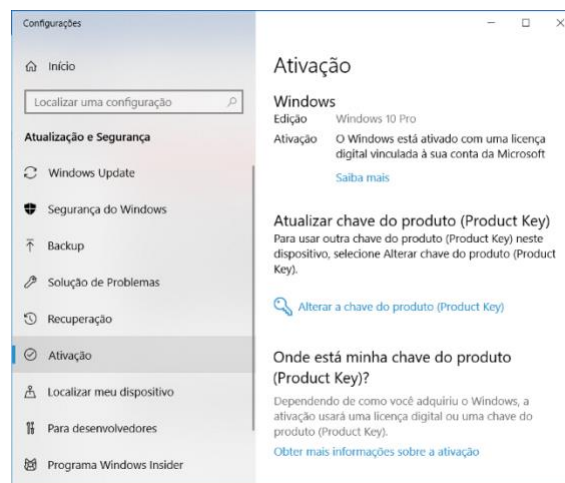 Configurações
Início
Localizar uma configuração
Atualização e Segurança
Windows Update
Segurança do Windows
Backup
Solução de Problemas
Recuperação
Ativação
Localizar meu dispositivo
Para desenvolvedores
Programa Windows Insider
Ativação
Windows
Edição Windows 10 Pro
Ativação O Windows está ativado com uma licença
digital vinculada à sua conta da Microsoft
Saiba mais
Atualizar chave do produto (Product Key)
Para usar outra chave do produto (Product Key) neste
dispositivo, selecione Alterar chave do produto (Product
Key).
Alterar a chave do produto (Product Key)
Onde está minha chave do produto
(Product Key)?
Dependendo de como você adquiriu o Windows, a
ativação usará uma licença digital ou uma chave do
produto (Product Key).
Obter mais informações sobre a ativação